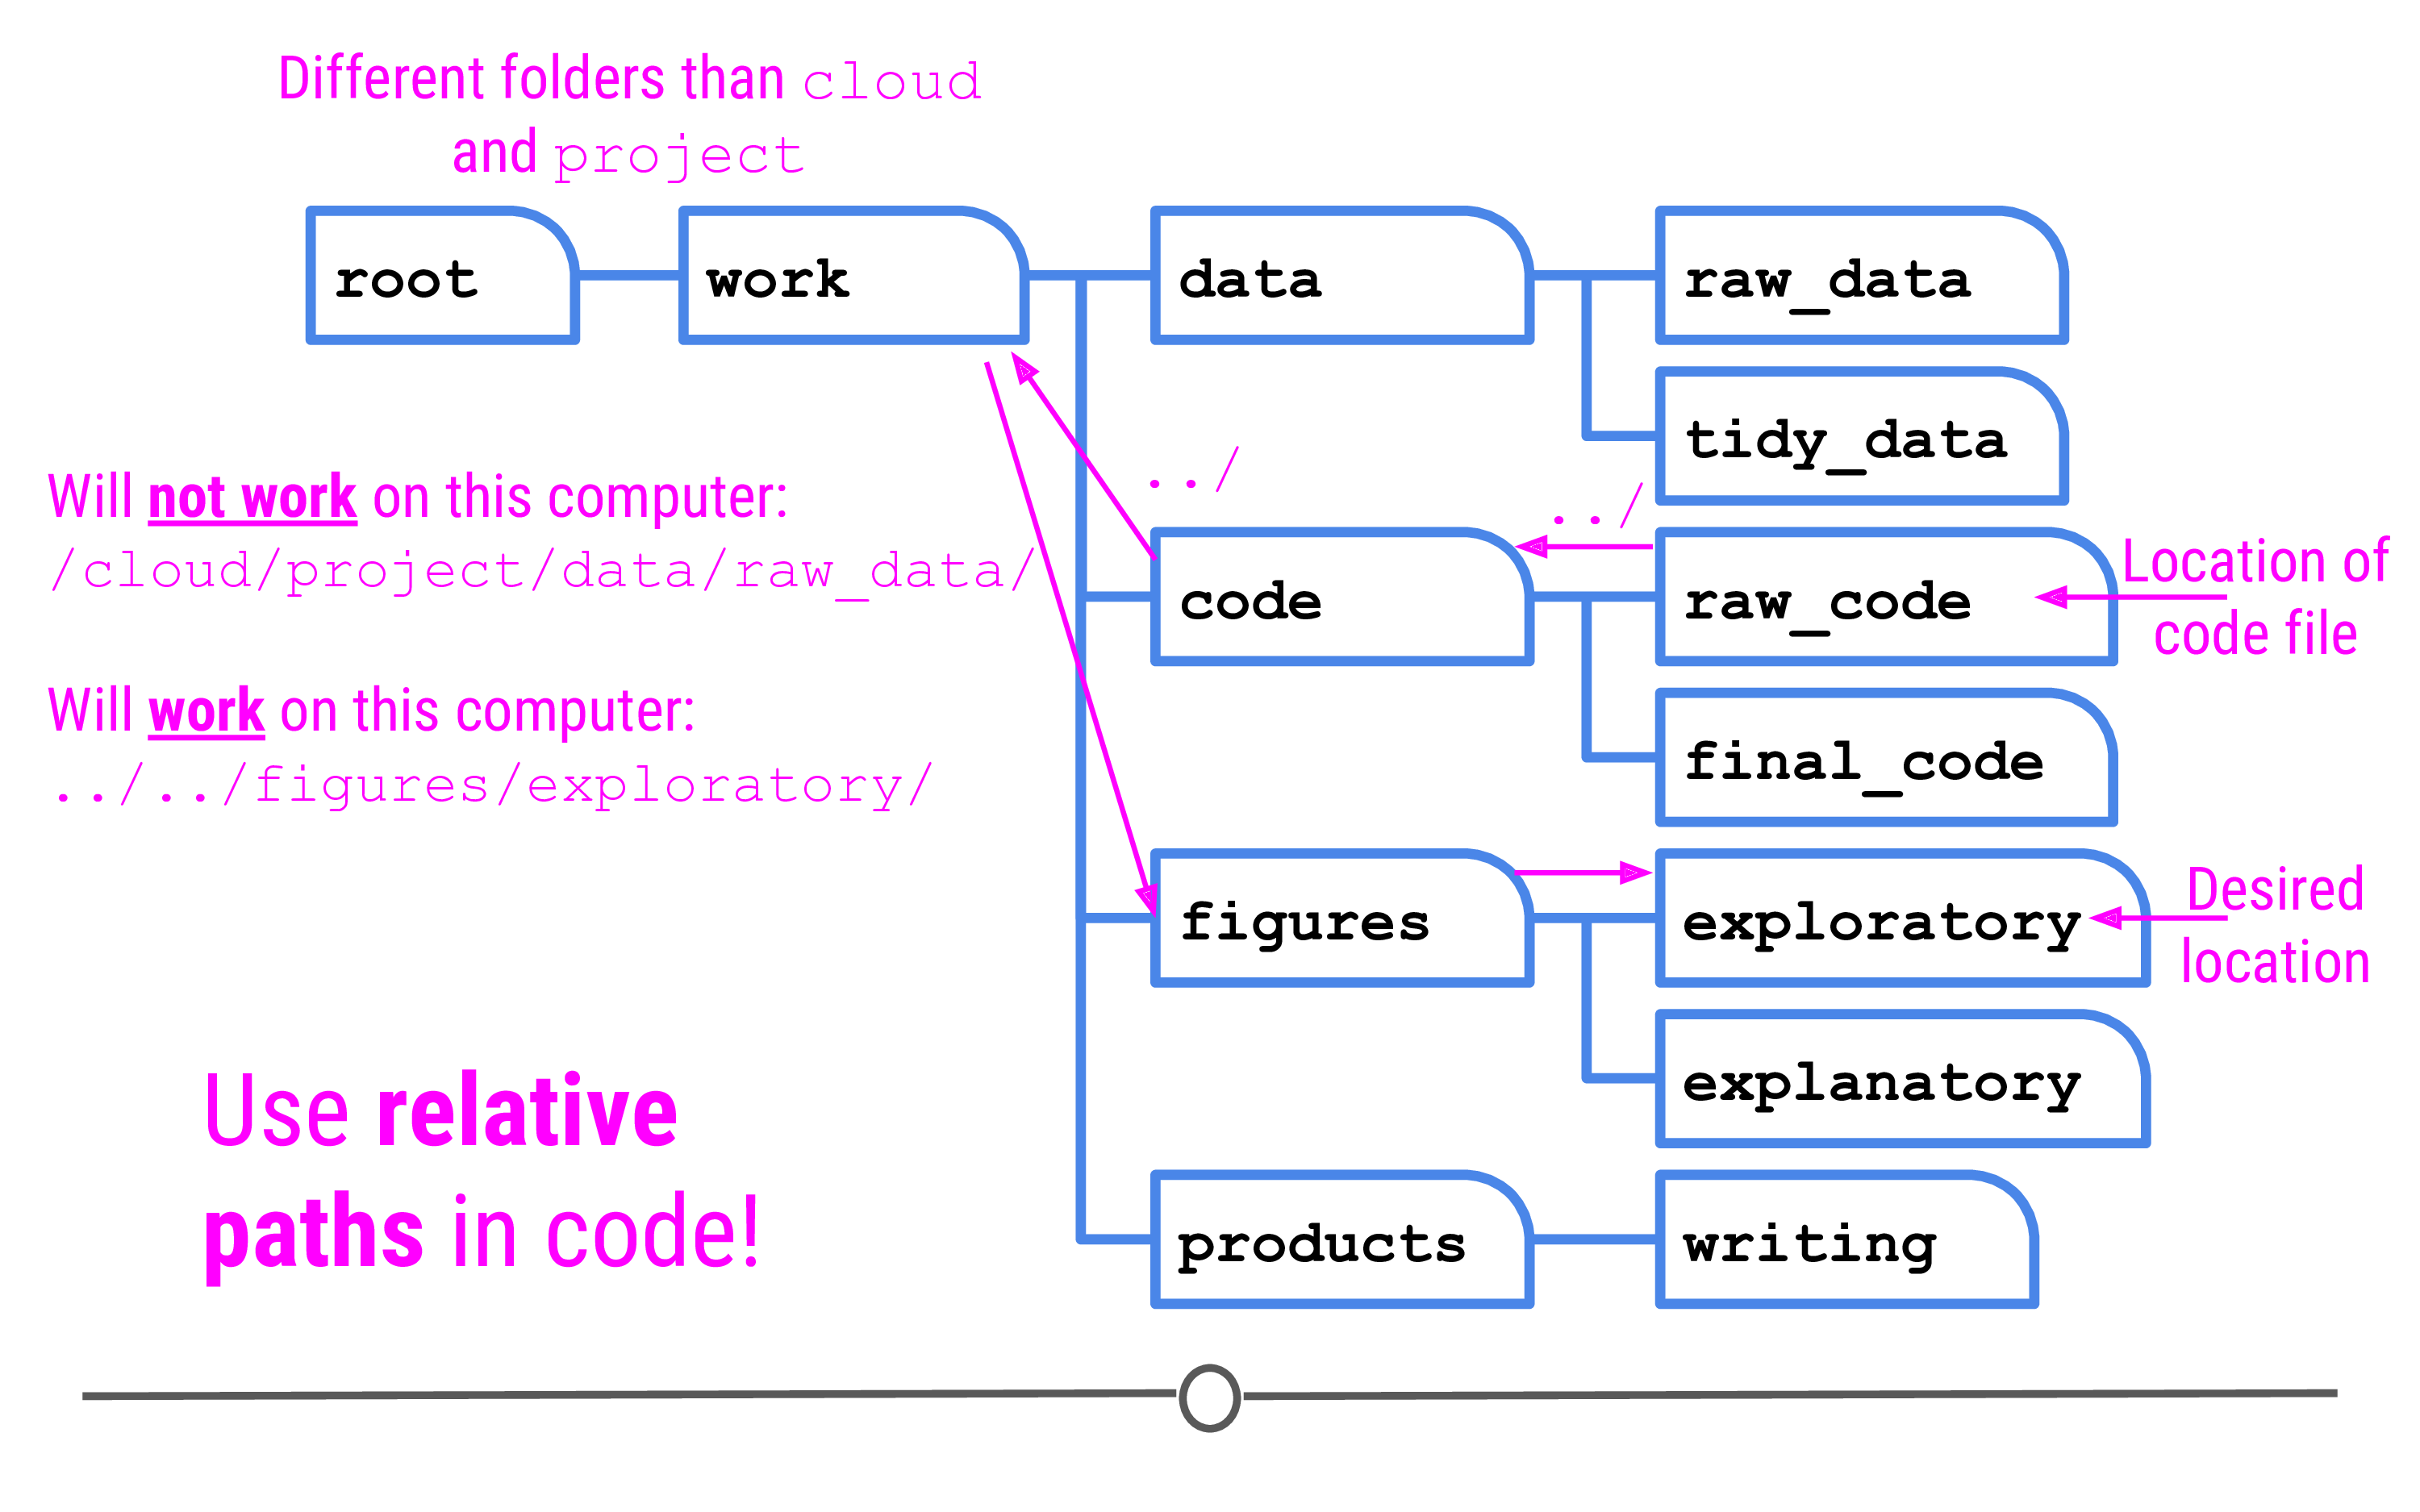 Different folders than cloud
and project
root
work
data
raw_data
tidy_data
../
../
Will not work on this computer:
/cloud/project/data/raw_data/
code
raw_code
Location of
code file
Will work on this computer:
../../figures/exploratory/
final_code
figures
exploratory
Desired
location
explanatory
Use relative
paths in code!
products
writing